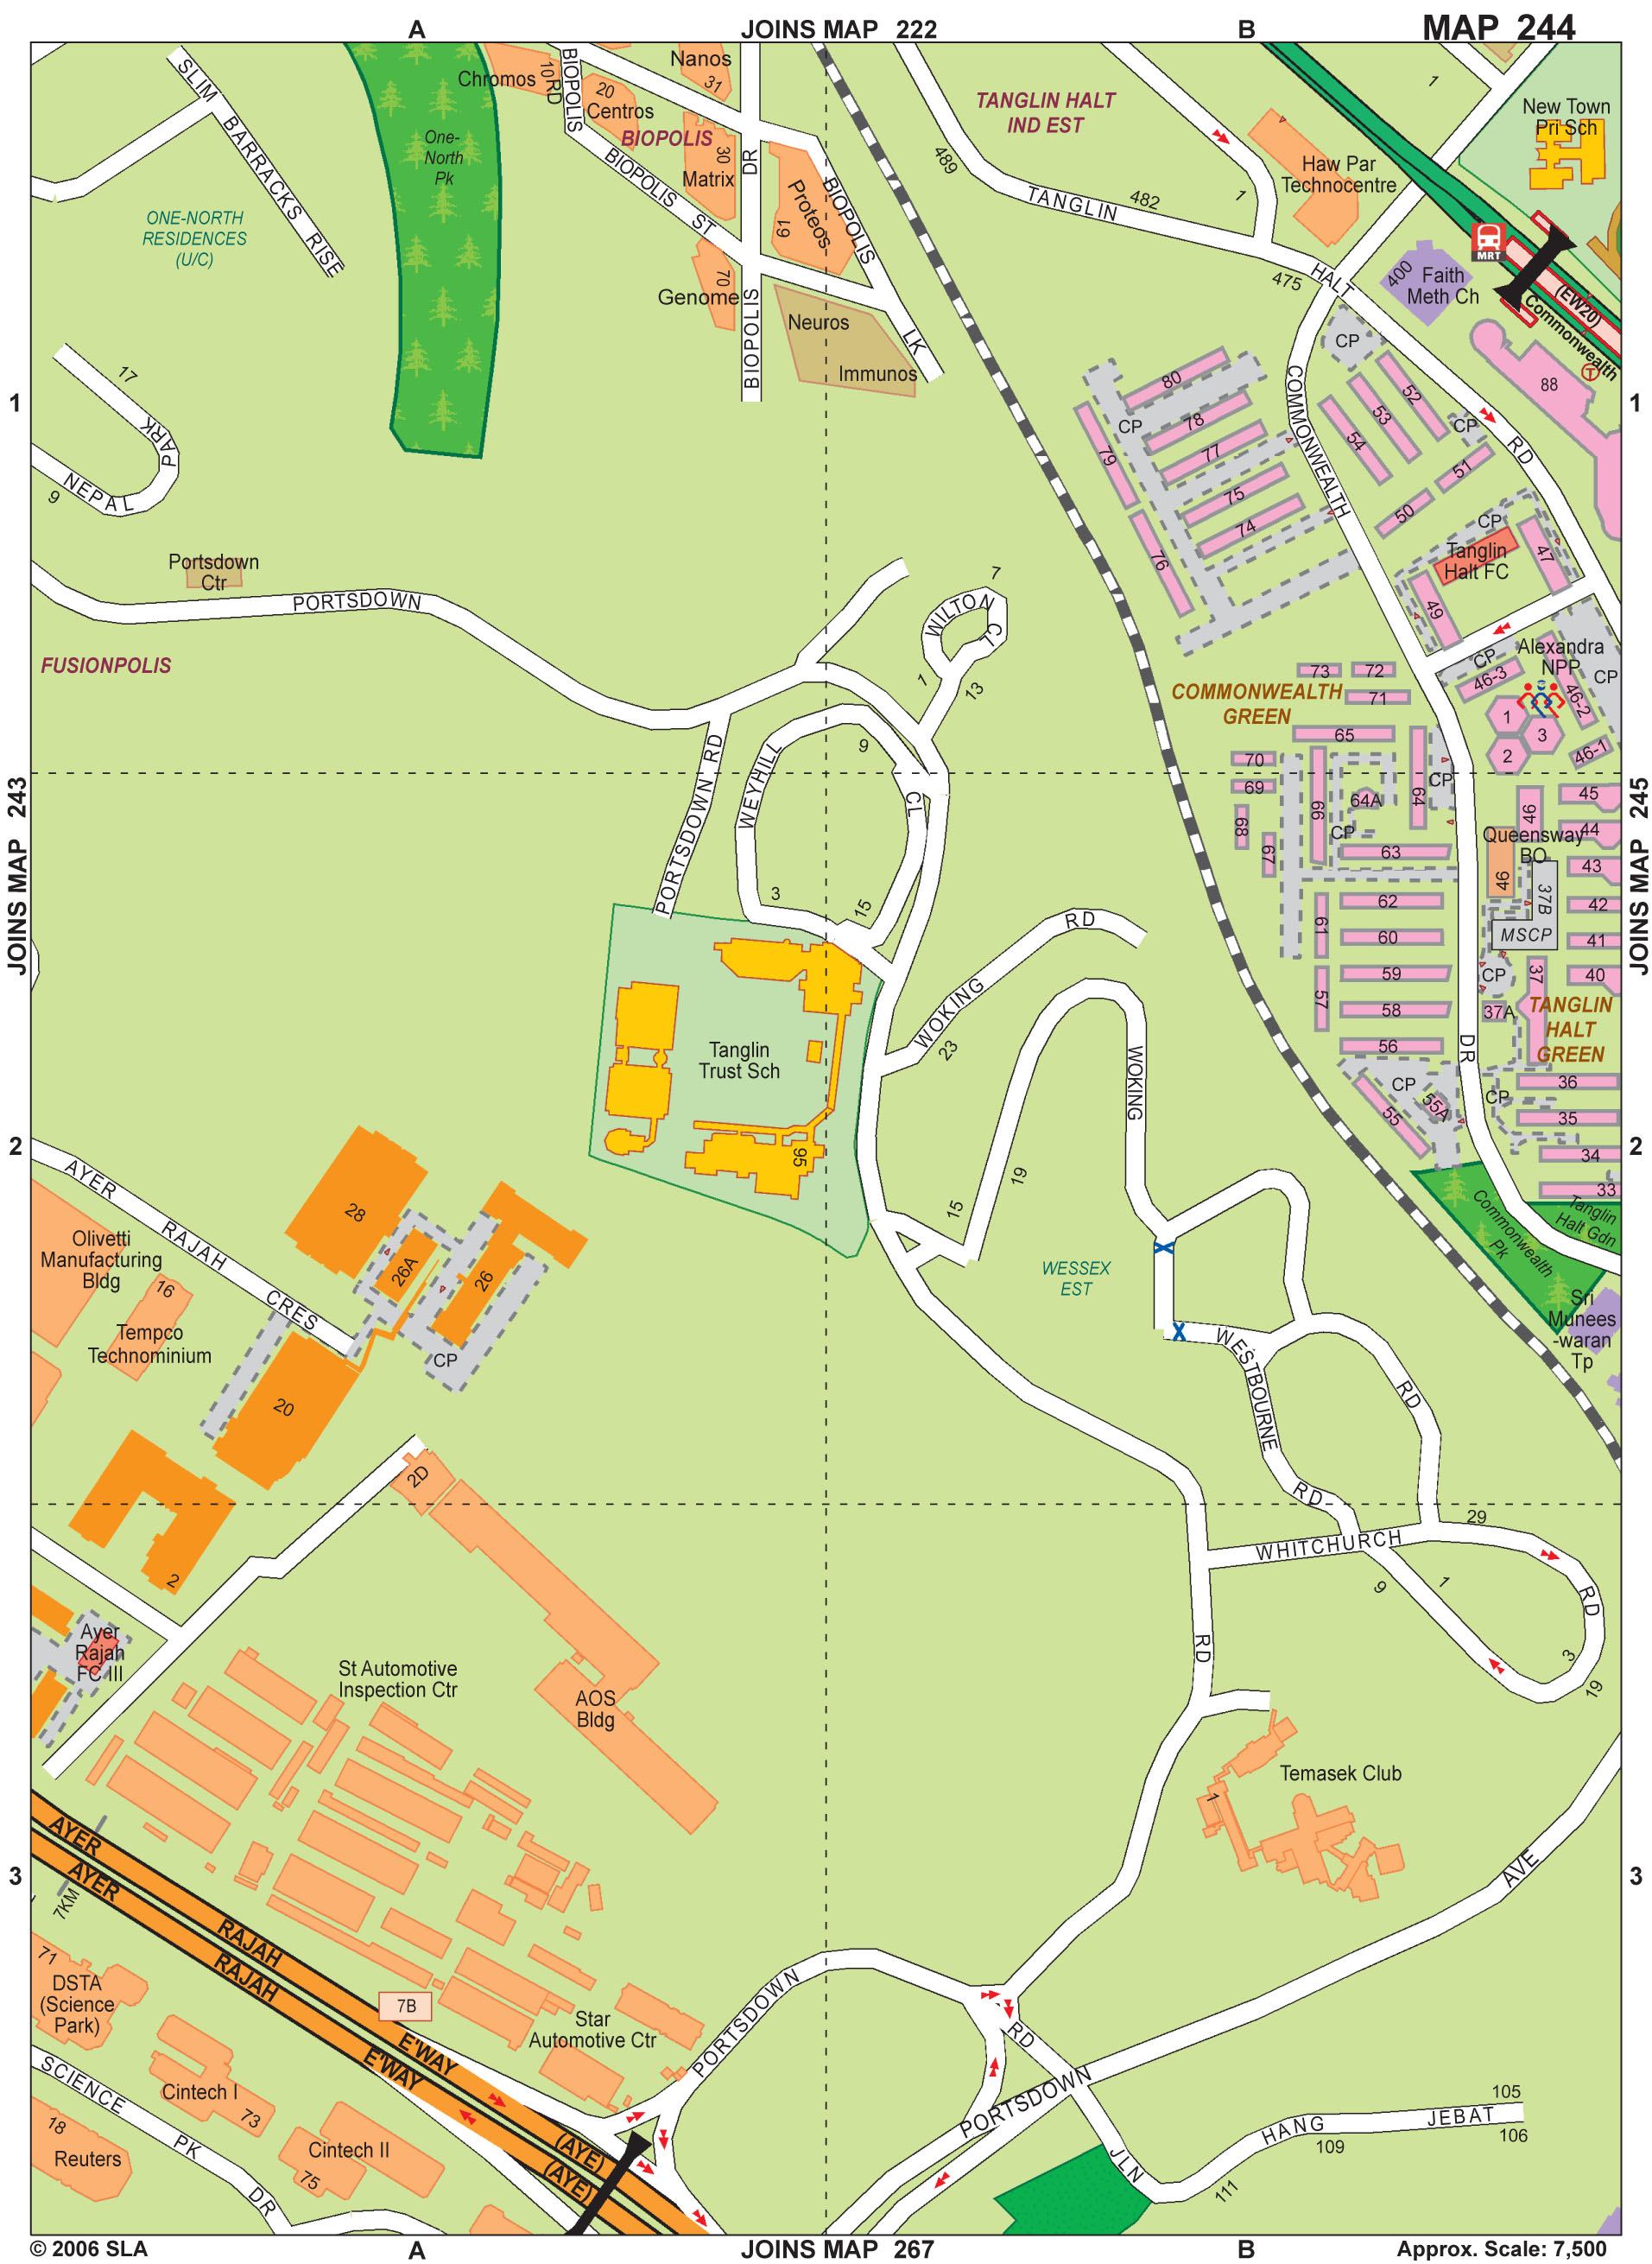 A
JOINS MAP 222
B
MAP 244
SLIM BARRACKS RISE
One-
North
Pk
Chromos
10
BIOPOLIS RD
20
Centros
Nanos
31
BIOPOLIS
30
Matrix
BIOPOLIS ST
BIOPOLIS DR
Proteos
61
BIOPOLIS LK
70
Genome
Neuros
Immunos
ONE-NORTH
RESIDENCES
(U/C)
TANGLIN HALT
IND EST
489
482
475
1
1
TANGLIN HALT RD
Haw Par
Technocentre
New Town
Pri Sch
MRT
400
Faith
Meth Ch
(EW20)
Commonwealth
T
88
1
1
17
NEPAL PARK
9
CP
80
78
77
75
74
79
76
CP
52
53
54
CP
51
50
CP
47
Tanglin
Halt FC
49
COMMONWEALTH DR
Portsdown
Ctr
PORTSDOWN
FUSIONPOLIS
WILTON CL
7
1
13
COMMONWEALTH
GREEN
73
72
71
65
CP
46-3
Alexandra
NPP
CP
46-2
1
2
3
46-1
JOINS MAP 243
JOINS MAP 245
PORTSDOWN RD
WEYHILL CL
9
3
15
70
69
68
67
66
64A
CP
64
CP
63
62
61
60
59
57
58
56
45
46
Queensway
BO
44
46
43
37B
42
MSCP
41
CP
37
40
37A
TANGLIN
HALT
GREEN
CP
55A
55
CP
36
35
34
33
Tanglin
Trust Sch
95
WOKING RD
23
WOKING
19
15
2
2
Commonwealth
Pk
Tanglin
Halt Gdn
Sri
Munees
-waran
Tp
AYER RAJAH CRES
28
26A
26
CP
Olivetti
Manufacturing
Bldg
16
Tempco
Technominium
20
2D
2
WESSEX
EST
WESTBOURNE RD
RD
WHITCHURCH RD
29
9
1
3
19
RD
Ayer
Rajah
FC III
St Automotive
Inspection Ctr
AOS
Bldg
Temasek Club
1
3
3
AYER RAJAH E'WAY (AYE)
AYER RAJAH E'WAY (AYE)
7KM
71
DSTA
(Science
Park)
7B
Star
Automotive Ctr
PORTSDOWN RD
PORTSDOWN AVE
SCIENCE PK DR
Cintech I
73
18
Reuters
Cintech II
75
JLN HANG JEBAT
105
106
109
111
© 2006 SLA
A
JOINS MAP 267
B
Approx. Scale: 7,500